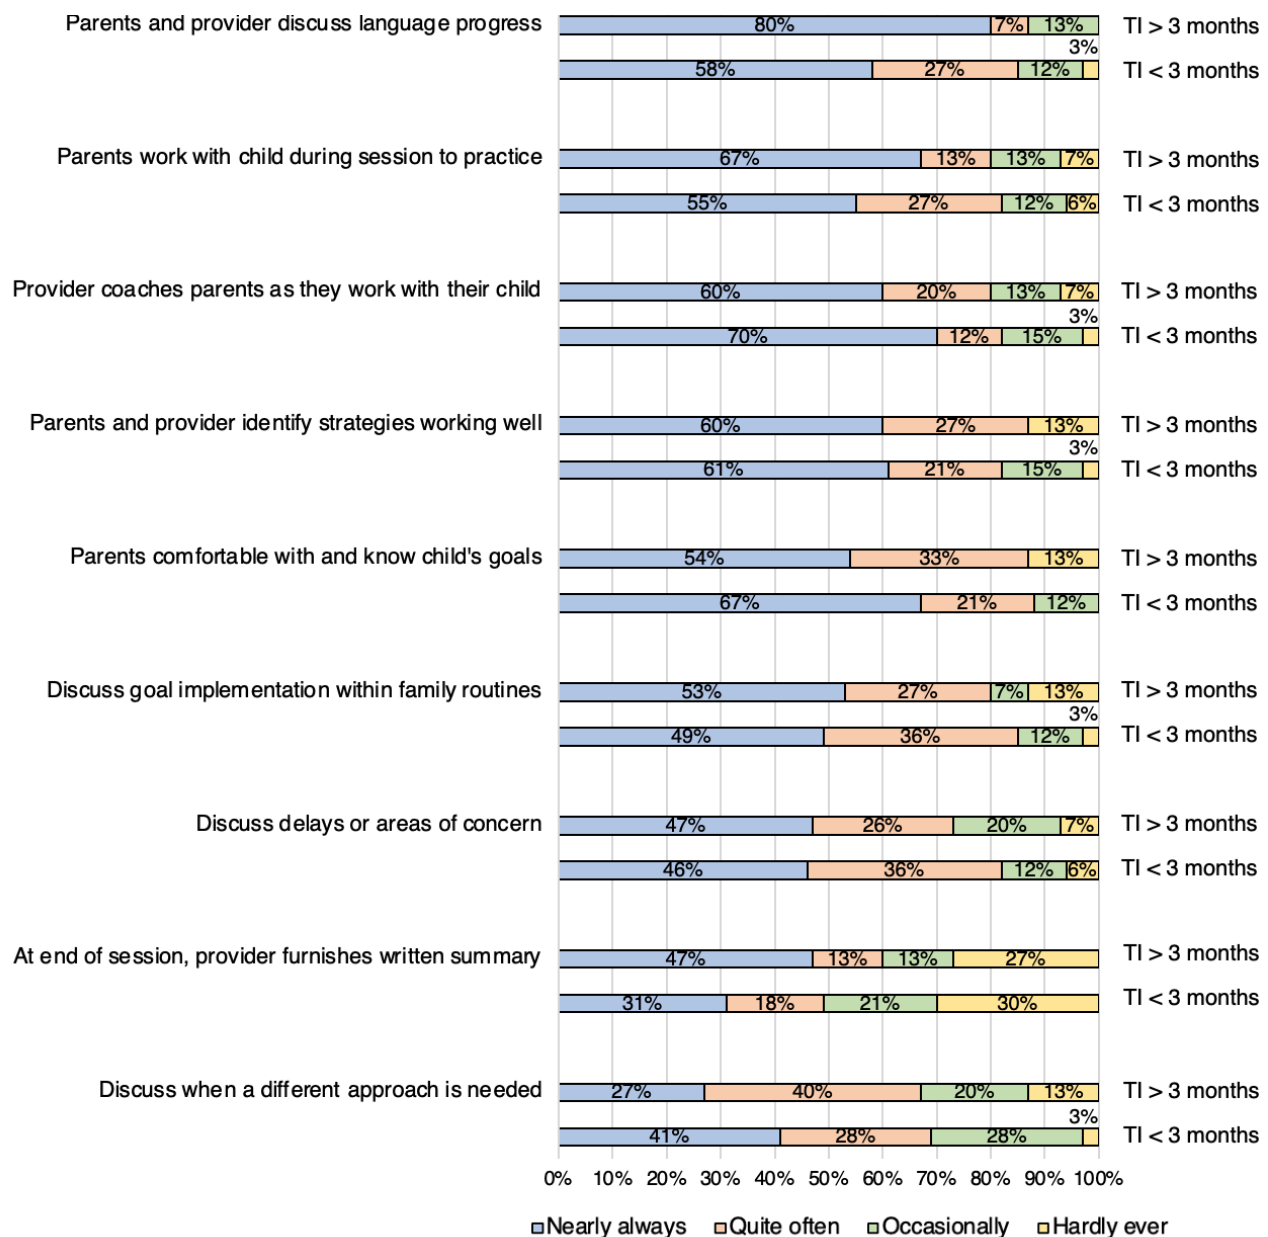 Parents and provider discuss language progress 80% 7% 13% TI > 3 months
3%
58% 27% 12% TI < 3 months
Parents work with child during session to practice 67% 13% 13% 7% TI > 3 months
55% 27% 12% 6% TI < 3 months
Provider coaches parents as they work with their child 60% 20% 13% 7% TI > 3 months
3%
70% 12% 15% TI < 3 months
Parents and provider identify strategies working well 60% 27% 13% TI > 3 months
3%
61% 21% 15% TI < 3 months
Parents comfortable with and know child's goals 54% 33% 13% TI > 3 months
67% 21% 12% TI < 3 months
Discuss goal implementation within family routines 53% 27% 7% 13% TI > 3 months
3%
49% 36% 12% TI < 3 months
Discuss delays or areas of concern 47% 26% 20% 7% TI > 3 months
46% 36% 12% 6% TI < 3 months
At end of session, provider furnishes written summary 47% 13% 13% 27% TI > 3 months
31% 18% 21% 30% TI < 3 months
Discuss when a different approach is needed 27% 40% 20% 13% TI > 3 months
3%
41% 28% 28% TI < 3 months
0% 10% 20% 30% 40% 50% 60% 70% 80% 90% 100%
Nearly always Quite often Occasionally Hardly ever